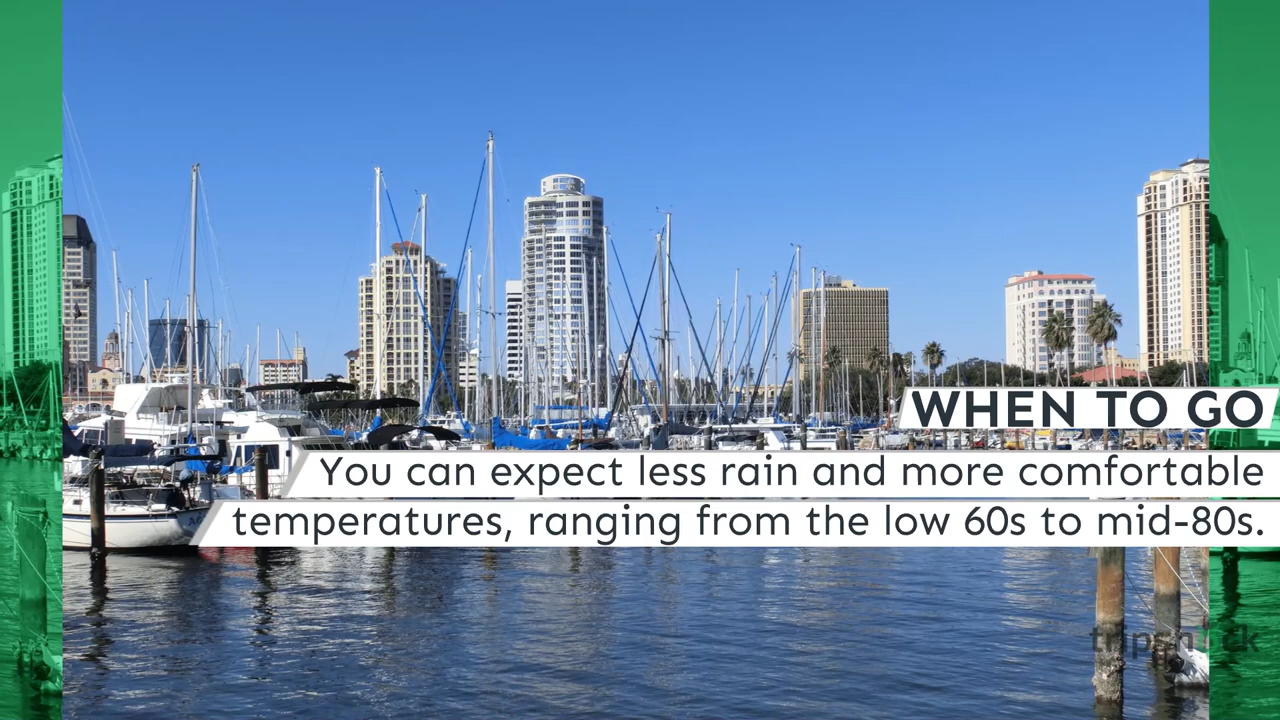 WHEN TO GO
You can expect less rain and more comfortable
temperatures, ranging from the low 60s to mid-80s.